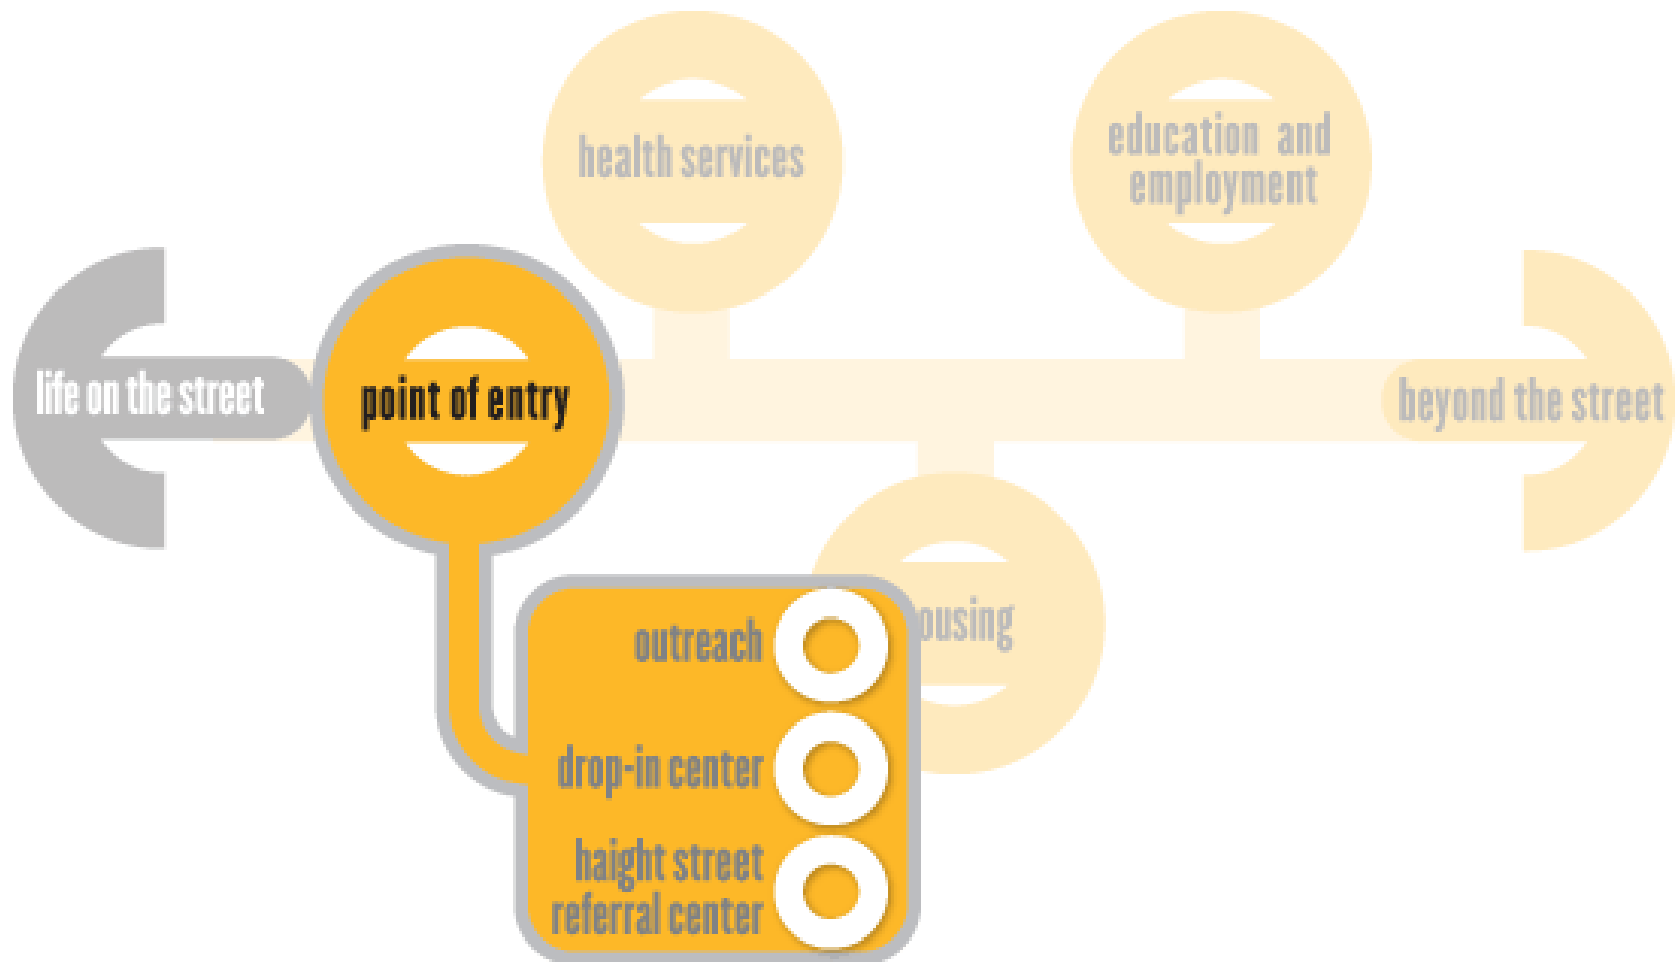 health services
education and
employment
life on the street
point of entry
beyond the street
outreach
ousing
drop-in center
haight street
referral center